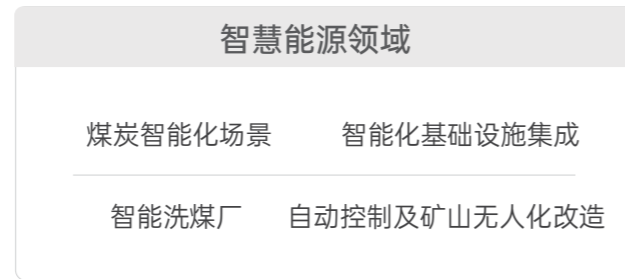 智慧能源领域
煤炭智能化场景 智能化基础设施集成
智能洗煤厂 自动控制及矿山无人化改造